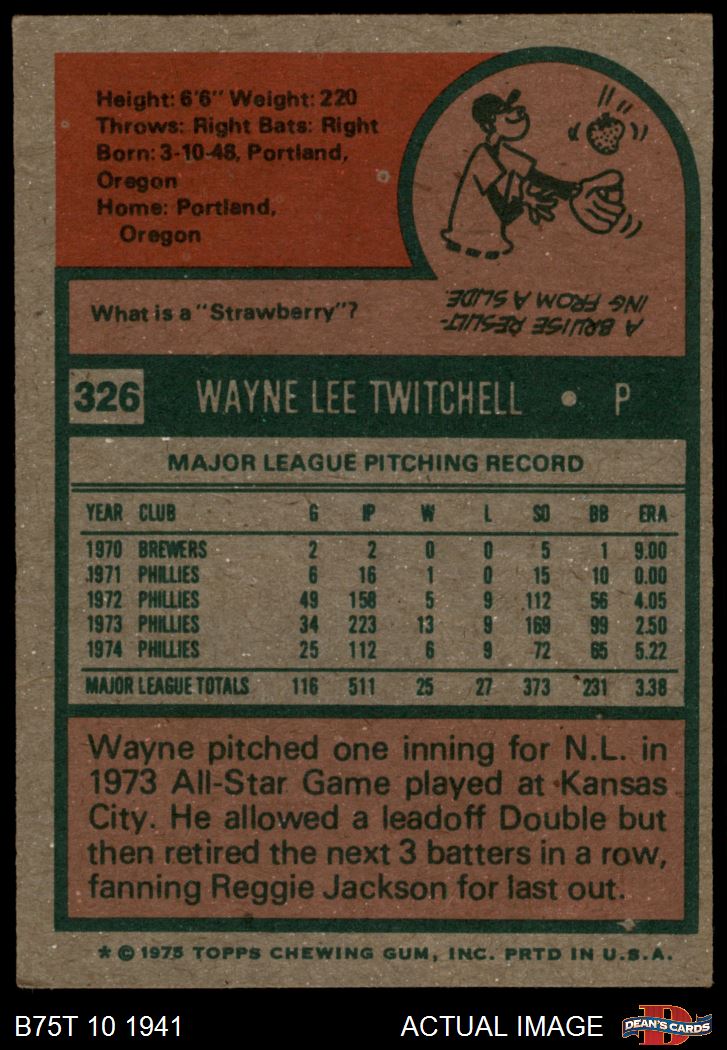 Height: 6'6" Weight: 220
Throws: Right Bats: Right
Born: 3-10-48, Portland,
Oregon
Home: Portland,
Oregon
What is a "Strawberry"?
A BRUISE RESULT-
ING FROM A SLIDE.
326 WAYNE LEE TWITCHELL • P
MAJOR LEAGUE PITCHING RECORD
YEAR CLUB G IP W L SO BB ERA
1970 BREWERS 2 2 0 0 5 1 9.00
1971 PHILLIES 6 16 1 0 15 10 0.00
1972 PHILLIES 49 158 5 9 112 56 4.05
1973 PHILLIES 34 223 13 9 169 99 2.50
1974 PHILLIES 25 112 6 9 72 65 5.22
MAJOR LEAGUE TOTALS 116 511 25 27 373 231 3.38
Wayne pitched one inning for N.L. in
1973 All-Star Game played at Kansas
City. He allowed a leadoff Double but
then retired the next 3 batters in a row,
fanning Reggie Jackson for last out.
* © 1975 TOPPS CHEWING GUM, INC. PRTD IN U.S.A.
B75T 10 1941 ACTUAL IMAGE D DEAN'S CARDS